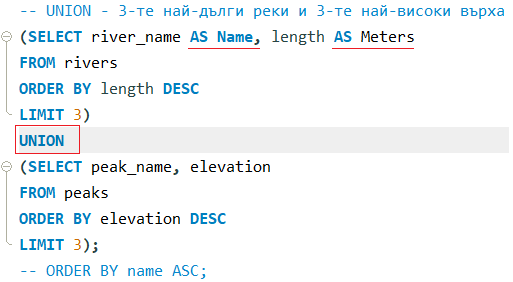 -- UNION - 3-те най-дълги реки и 3-те най-високи върха
(SELECT river_name AS Name, length AS Meters
FROM rivers
ORDER BY length DESC
LIMIT 3)
UNION
(SELECT peak_name, elevation
FROM peaks
ORDER BY elevation DESC
LIMIT 3);
-- ORDER BY name ASC;